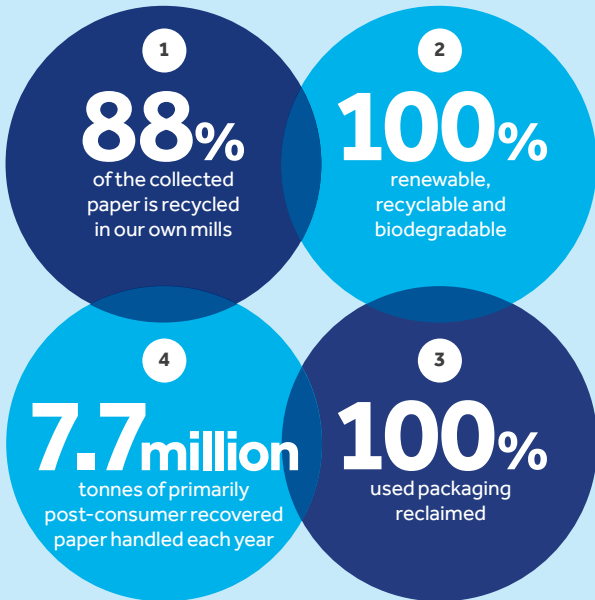 1
88%
of the collected
paper is recycled
in our own mills
2
100%
renewable,
recyclable and
biodegradable
3
100%
used packaging
reclaimed
4
7.7million
tonnes of primarily
post-consumer recovered
paper handled each year